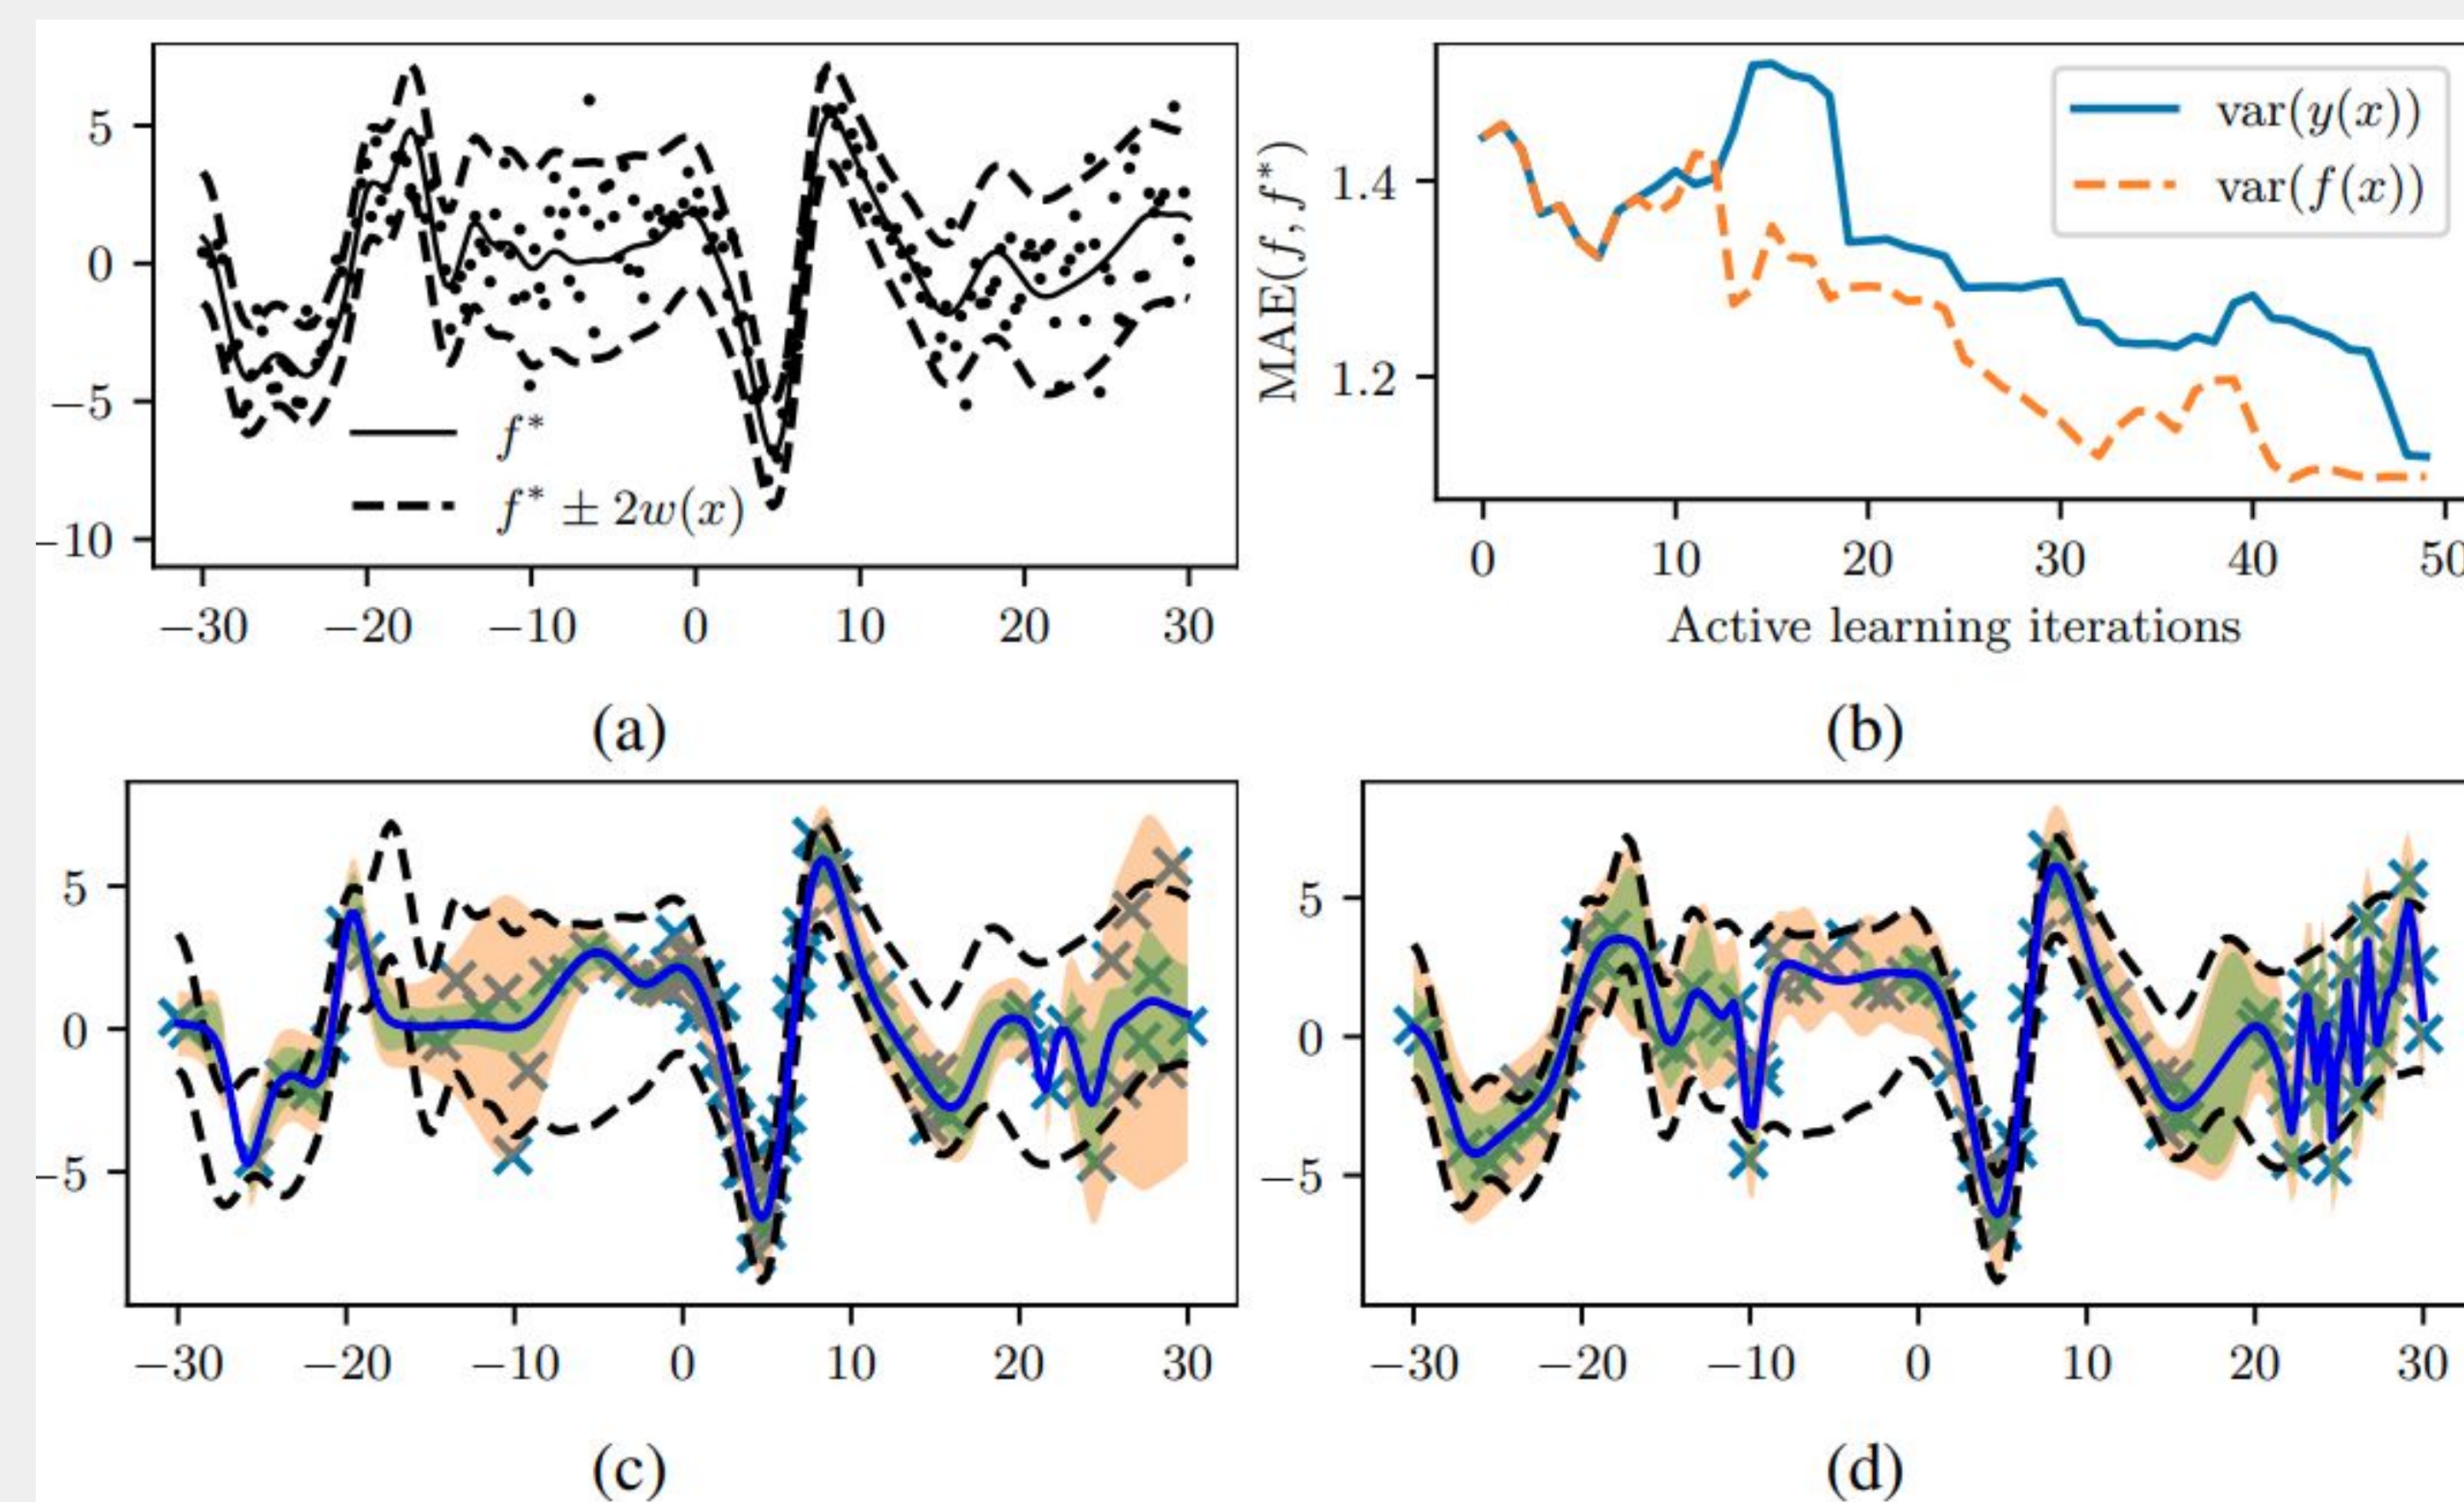 5
0
−5
−10
f*
f* ± 2w(x)
−30 −20 −10 0 10 20 30
(a)
MAE(f, f*)
1.4
1.2
var(y(x))
var(f(x))
0 10 20 30 40 50
Active learning iterations
(b)
5
0
−5
−30 −20 −10 0 10 20 30
(c)
5
0
−5
−30 −20 −10 0 10 20 30
(d)